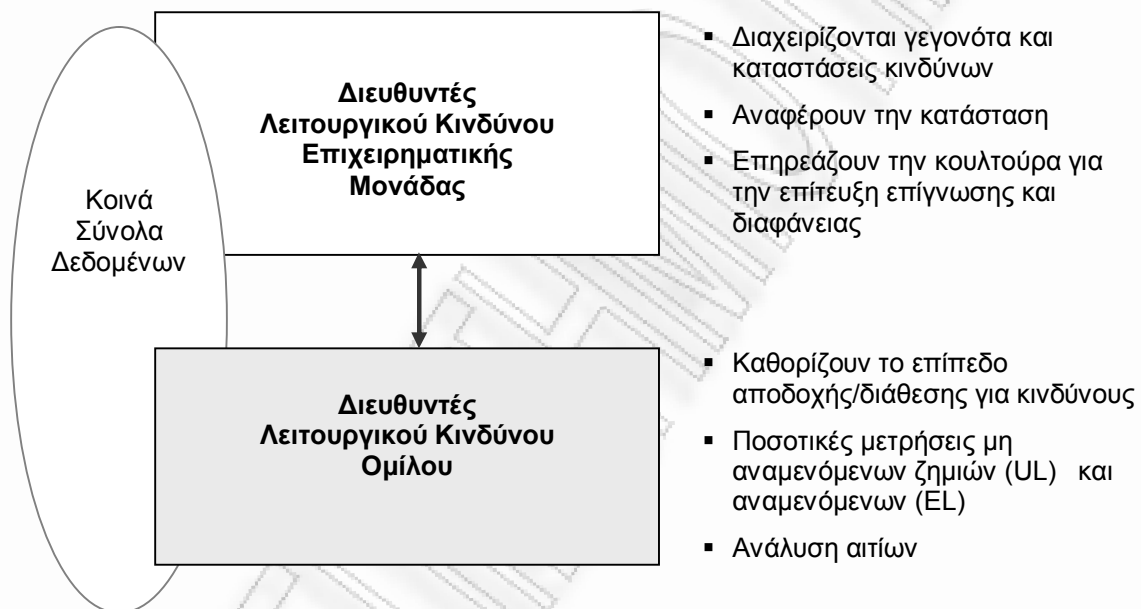 Διευθυντές
Λειτουργικού Κινδύνου
Επιχειρηματικής
Μονάδας
▪ Διαχειρίζονται γεγονότα και
καταστάσεις κινδύνων
▪ Αναφέρουν την κατάσταση
▪ Επηρεάζουν την κουλτούρα για
την επίτευξη επίγνωσης και
διαφάνειας
Κοινά
Σύνολα
Δεδομένων
Διευθυντές
Λειτουργικού Κινδύνου
Ομίλου
▪ Καθορίζουν το επίπεδο
αποδοχής/διάθεσης για κινδύνους
▪ Ποσοτικές μετρήσεις μη
αναμενόμενων ζημιών (UL) και
αναμενόμενων (EL)
▪ Ανάλυση αιτίων